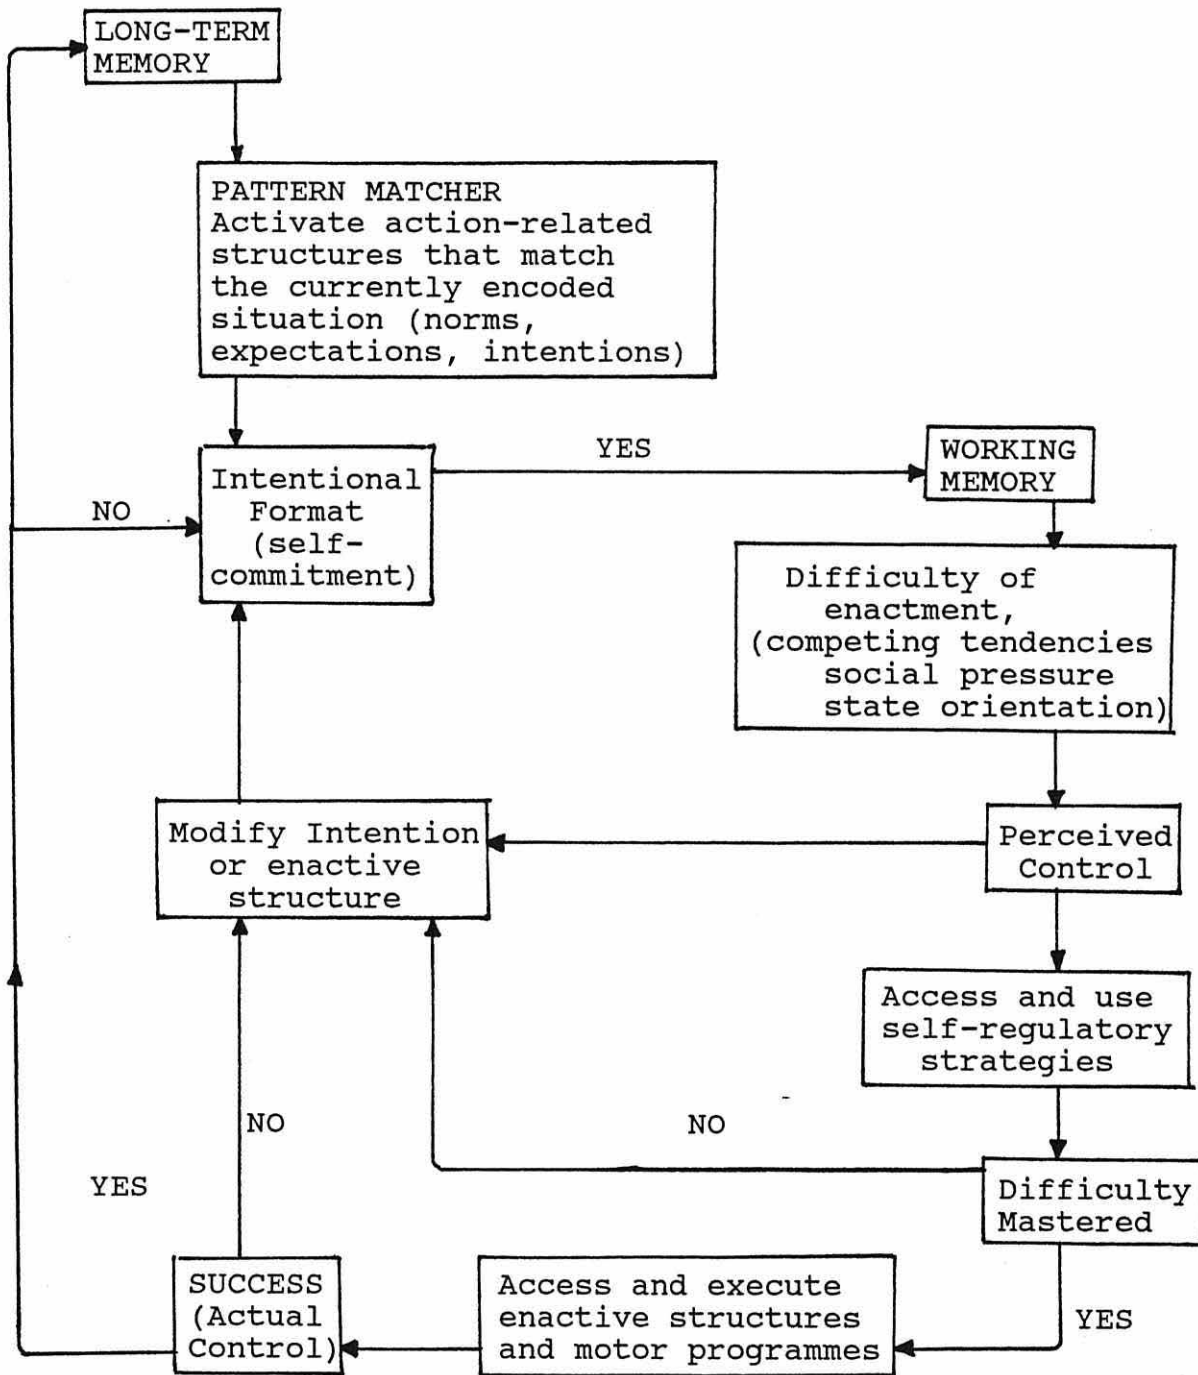 LONG-TERM
MEMORY
PATTERN MATCHER
Activate action-related
structures that match
the currently encoded
situation (norms,
expectations, intentions)
YES
Intentional
Format
(self-
commitment)
NO
WORKING
MEMORY
Difficulty of
enactment,
(competing tendencies
social pressure
state orientation)
Modify Intention
or enactive
structure
Perceived
Control
Access and use
self-regulatory
strategies
NO
NO
YES
Difficulty
Mastered
SUCCESS
(Actual
Control)
Access and execute
enactive structures
and motor programmes
YES